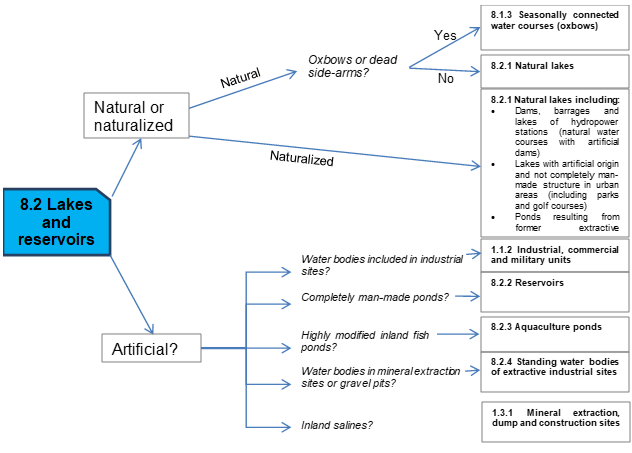 8.2 Lakes
and
reservoirs
Natural or
naturalized
Natural
Naturalized
Oxbows or dead
side-arms?
Yes
No
8.1.3 Seasonally connected
water courses (oxbows)
8.2.1 Natural lakes
8.2.1 Natural lakes including:
• Dams, barrages and
lakes of hydropower
stations (natural water
courses with artificial
dams)
• Lakes with artificial origin
and not completely man-
made structure in urban
areas (including parks
and golf courses)
• Ponds resulting from
former extractive
Artificial?
Water bodies included in industrial
sites?
1.1.2 Industrial, commercial
and military units
Completely man-made ponds?
8.2.2 Reservoirs
Highly modified inland fish
ponds?
8.2.3 Aquaculture ponds
Water bodies in mineral extraction
sites or gravel pits?
8.2.4 Standing water bodies
of extractive industrial sites
Inland salines?
1.3.1 Mineral extraction,
dump and construction sites